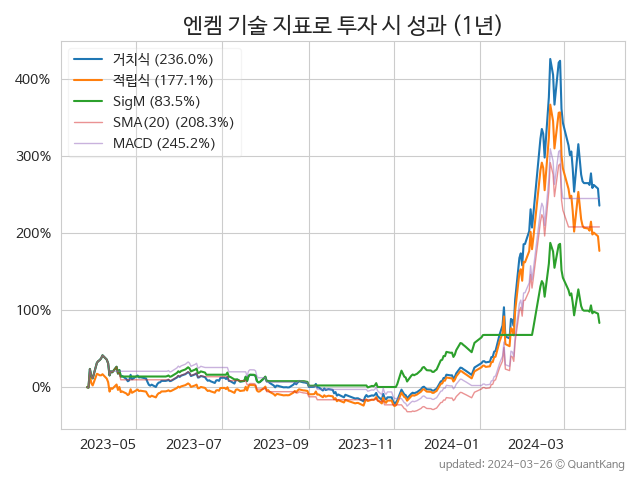 엔켐 기술 지표로 투자 시 성과 (1년)
거치식 (236.0%)
적립식 (177.1%)
SigM (83.5%)
SMA(20) (208.3%)
MACD (245.2%)
400%
300%
200%
100%
0%
2023-05 2023-07 2023-09 2023-11 2024-01 2024-03
updated: 2024-03-26 © QuantKang